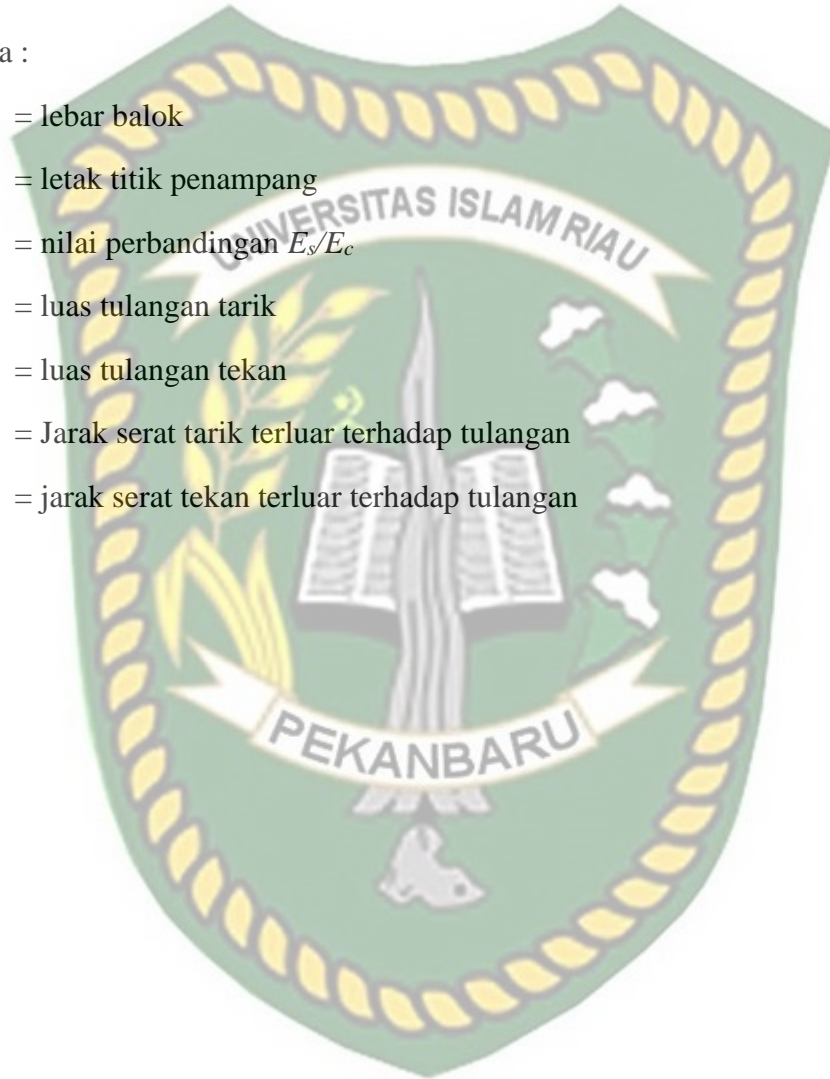 a :
= lebar balok
= letak titik penampang
= nilai perbandingan Es/Ec
= luas tulangan tarik
= luas tulangan tekan
= Jarak serat tarik terluar terhadap tulangan
= jarak serat tekan terluar terhadap tulangan
UNIVERSITAS ISLAM RIAU
PEKANBARU